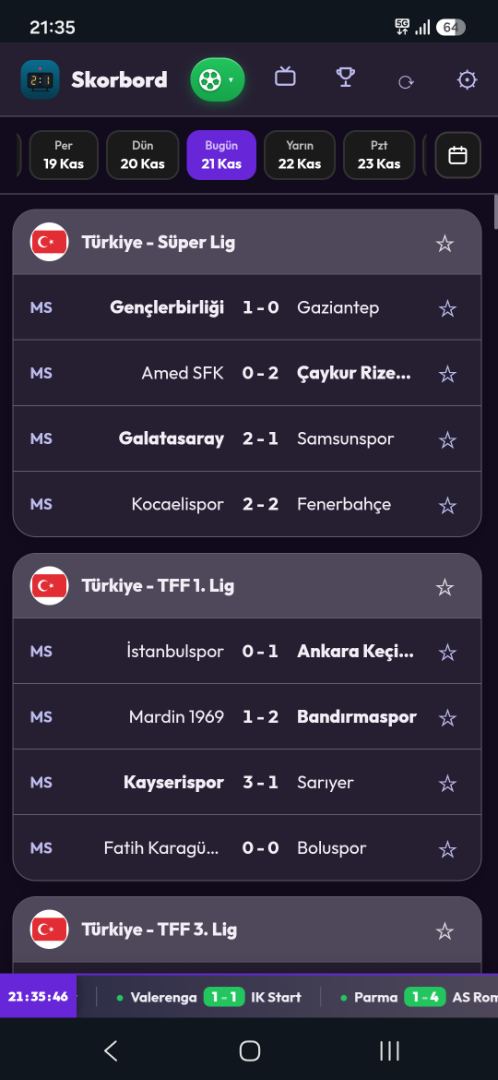 21:35
5G
64
2:1 Skorbord
Per Dün Bugün Yarın Pzt
19 Kas 20 Kas 21 Kas 22 Kas 23 Kas
Türkiye - Süper Lig
MS Gençlerbirliği 1 - 0 Gaziantep
MS Amed SFK 0 - 2 Çaykur Rize...
MS Galatasaray 2 - 1 Samsunspor
MS Kocaelispor 2 - 2 Fenerbahçe
Türkiye - TFF 1. Lig
MS İstanbulspor 0 - 1 Ankara Keçi...
MS Mardin 1969 1 - 2 Bandırmaspor
MS Kayserispor 3 - 1 Sarıyer
MS Fatih Karagü... 0 - 0 Boluspor
Türkiye - TFF 3. Lig
21:35:46 Valerenga 1 - 1 IK Start Parma 1 - 4 AS Rom